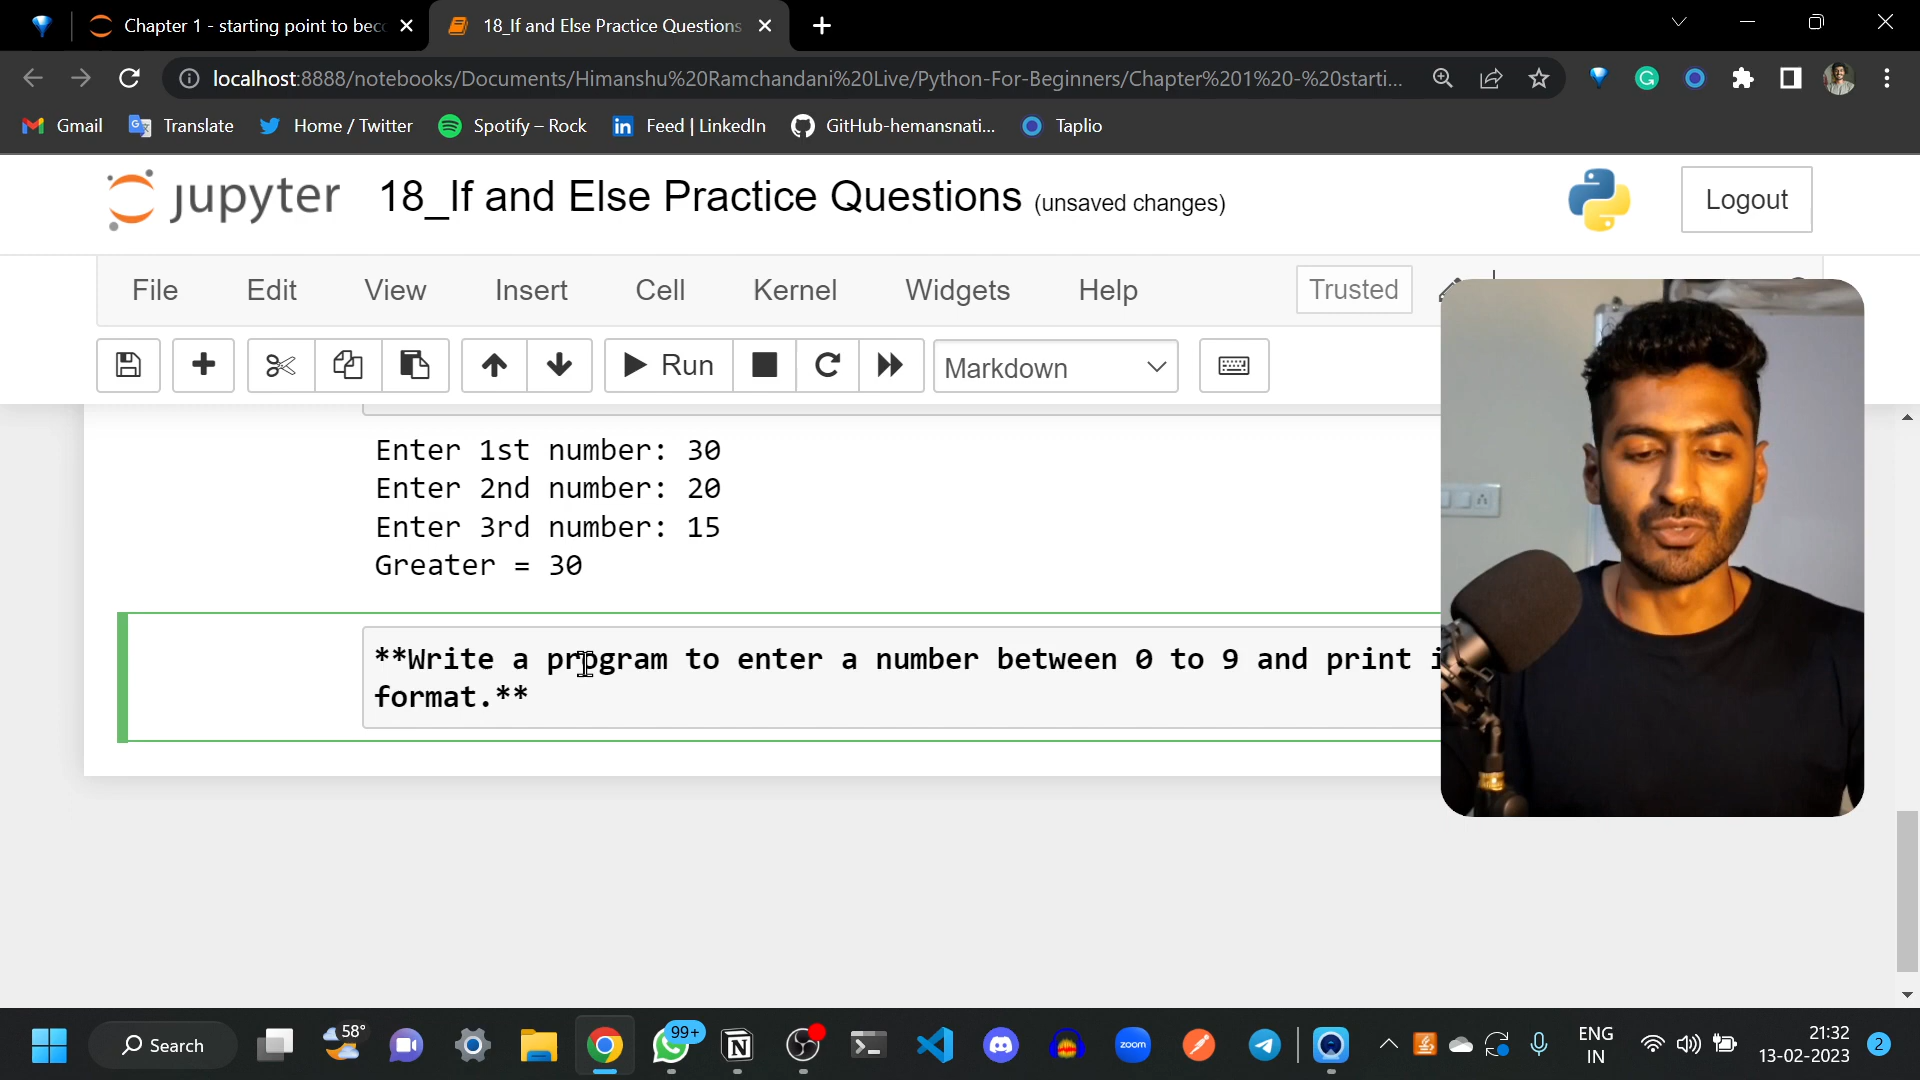 Chapter 1 - starting point to bec
18_If and Else Practice Questions
localhost:8888/notebooks/Documents/Himanshu%20Ramchandani%20Live/Python-For-Beginners/Chapter%201%20-%20starti...
Gmail
Translate
Home / Twitter
Spotify – Rock
Feed | LinkedIn
GitHub-hemansnati...
Taplio
jupyter
18_If and Else Practice Questions (unsaved changes)
Logout
File Edit View Insert Cell Kernel Widgets Help
Trusted
Run
Markdown
Enter 1st number: 30
Enter 2nd number: 20
Enter 3rd number: 15
Greater = 30
**Write a program to enter a number between 0 to 9 and print i
format.**
Search
58°
99+
zoom
ENG
IN
21:32
13-02-2023
2